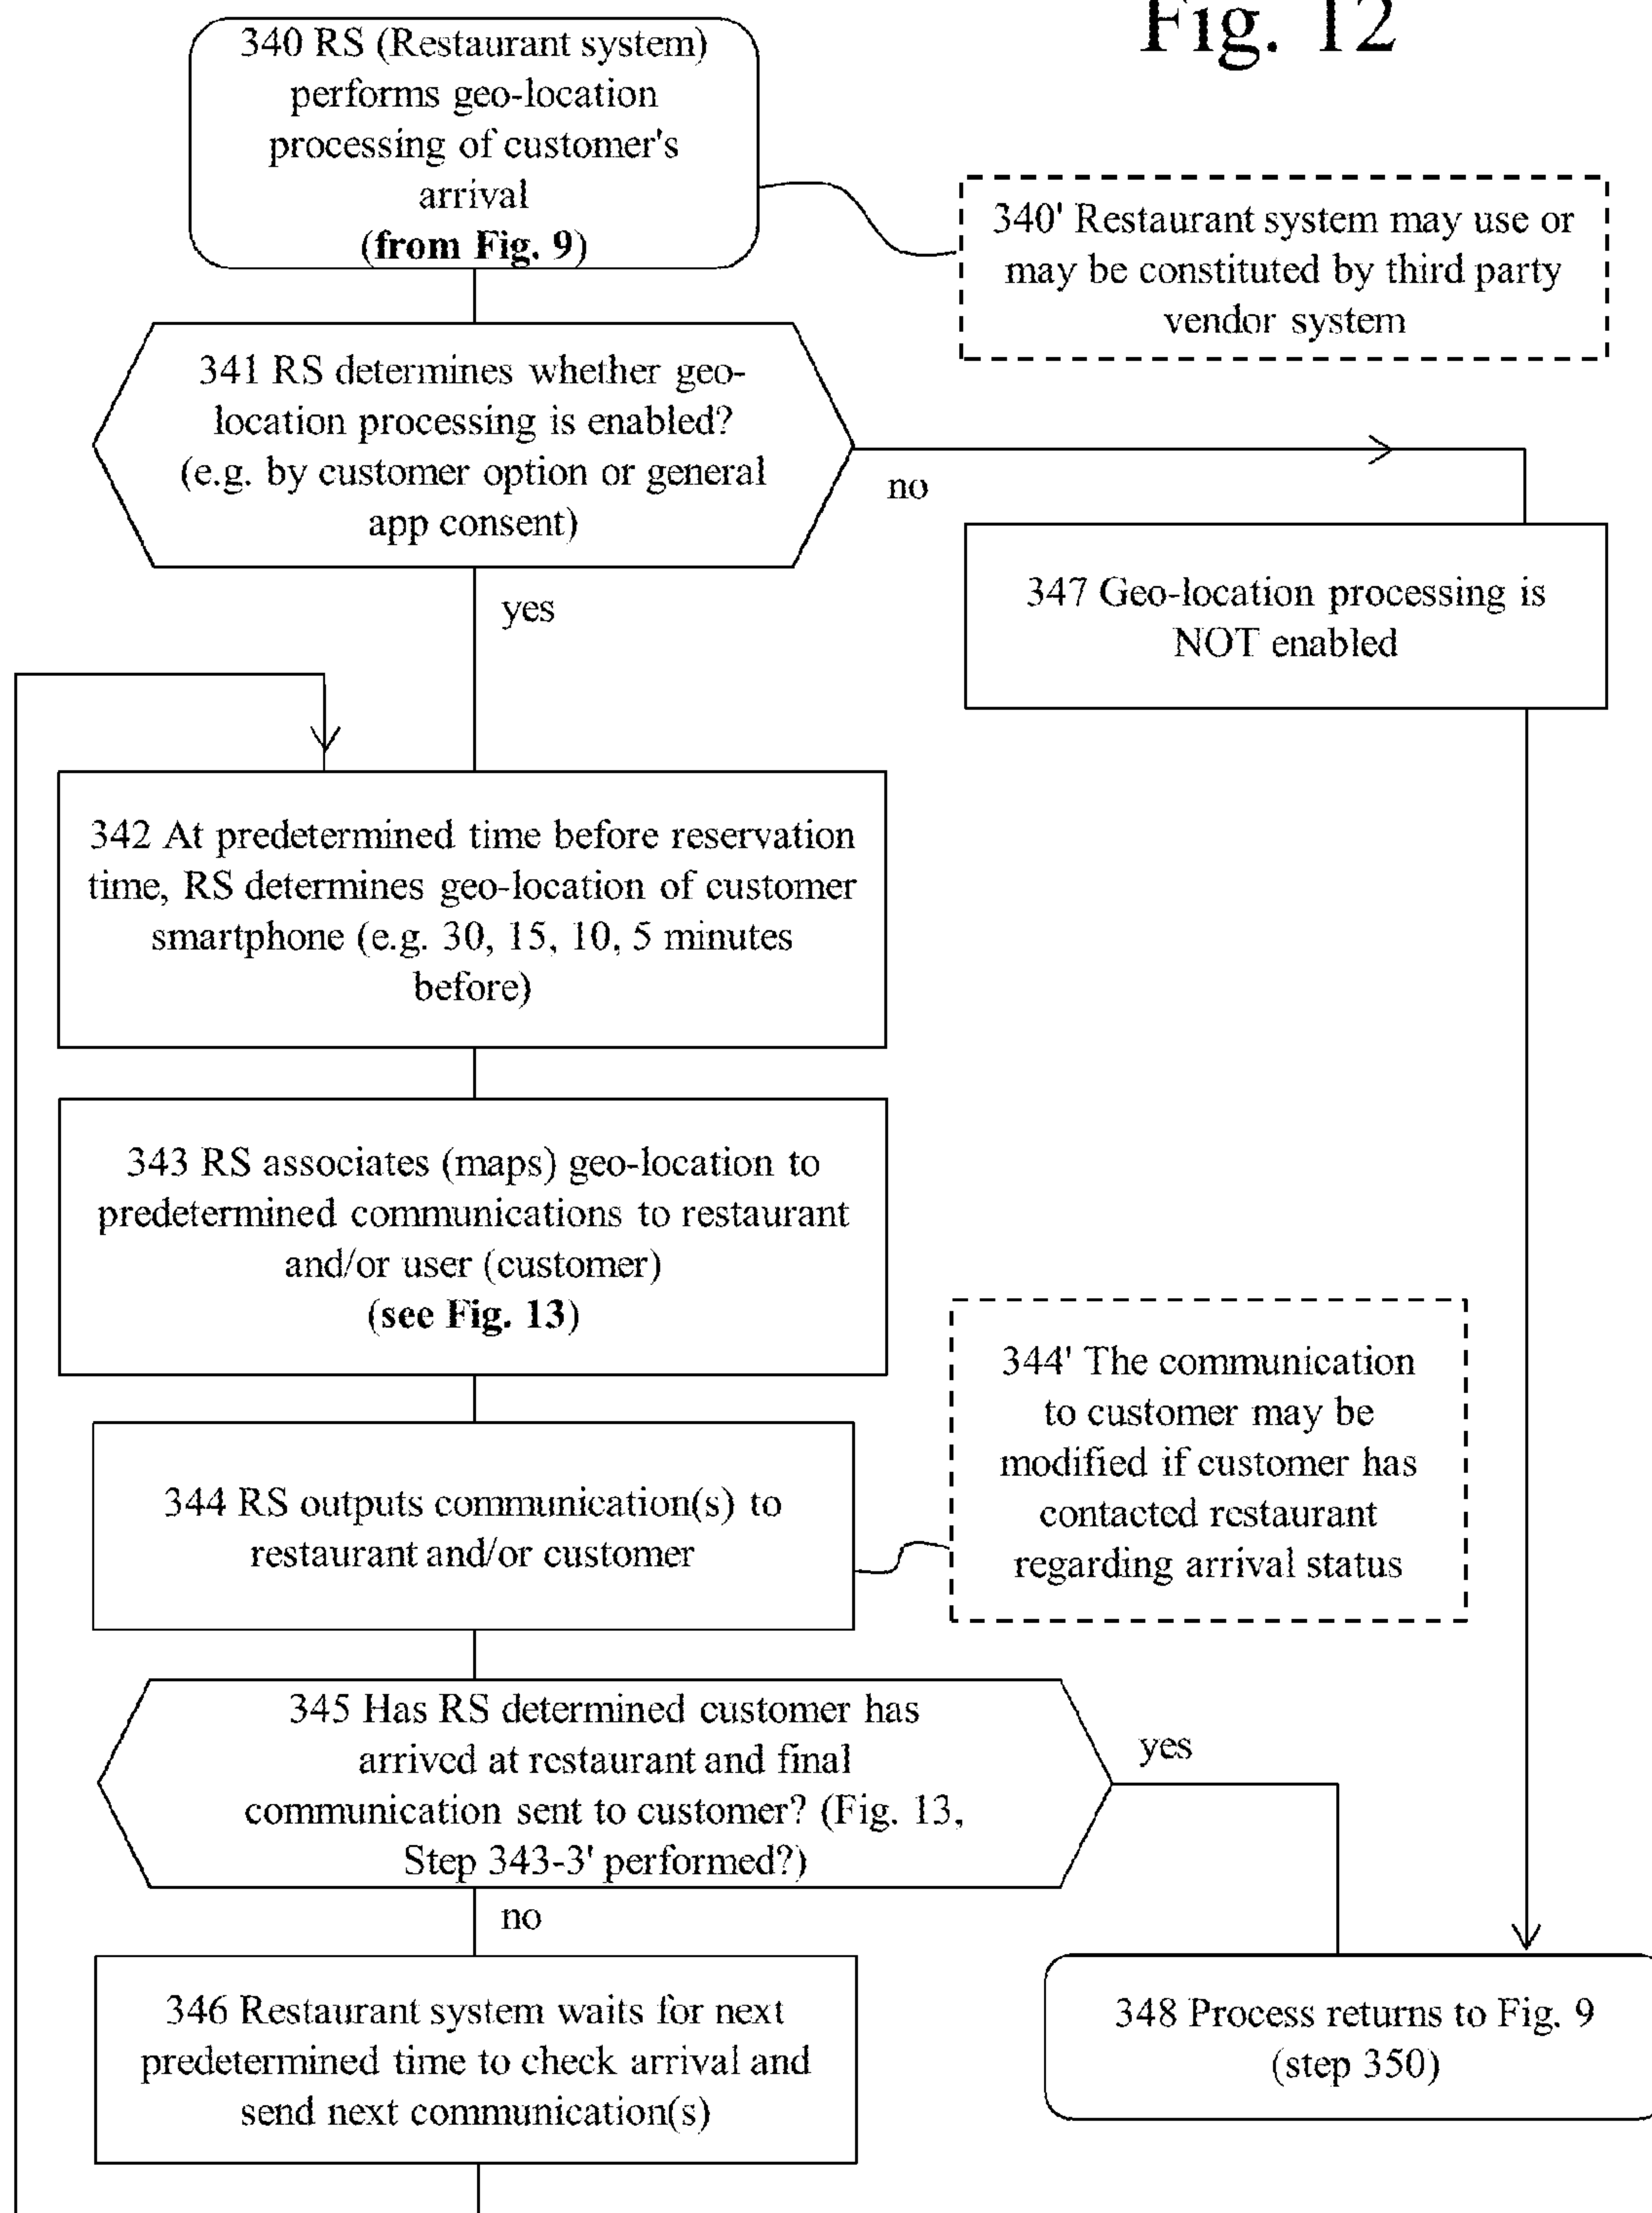 Fig. 12
340 RS (Restaurant system)
performs geo-location
processing of customer's
arrival
(from Fig. 9)
340' Restaurant system may use or
may be constituted by third party
vendor system
341 RS determines whether geo-
location processing is enabled?
(e.g. by customer option or general
app consent)
no
yes
347 Geo-location processing is
NOT enabled
342 At predetermined time before reservation
time, RS determines geo-location of customer
smartphone (e.g. 30, 15, 10, 5 minutes
before)
343 RS associates (maps) geo-location to
predetermined communications to restaurant
and/or user (customer)
(see Fig. 13)
344' The communication
to customer may be
modified if customer has
contacted restaurant
regarding arrival status
344 RS outputs communication(s) to
restaurant and/or customer
345 Has RS determined customer has
arrived at restaurant and final
communication sent to customer? (Fig. 13,
Step 343-3' performed?)
yes
no
346 Restaurant system waits for next
predetermined time to check arrival and
send next communication(s)
348 Process returns to Fig. 9
(step 350)